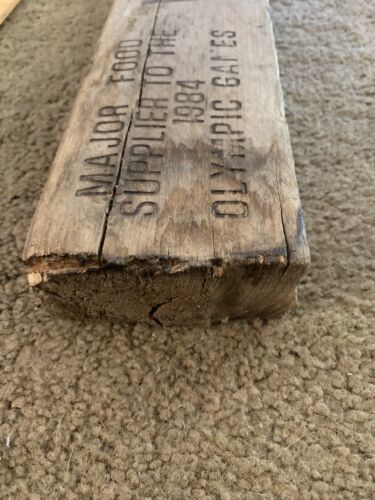 MAJOR FOOD
SUPPLIER TO THE
1984
OLYMPIC GAMES